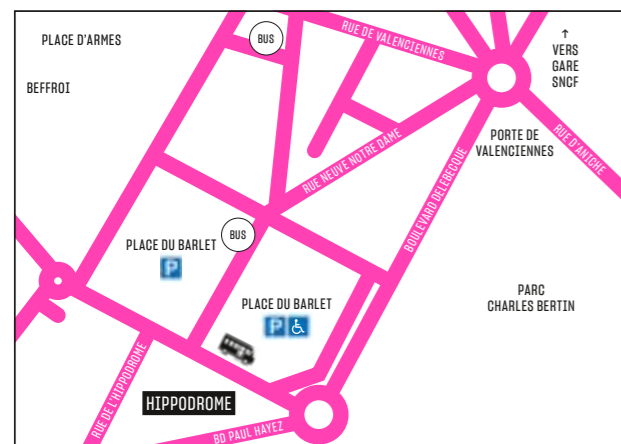 PLACE D'ARMES
BUS
RUE DE VALENCIENNES
↑
VERS
GARE
SNCF
BEFFROI
PORTE DE
VALENCIENNES
RUE D'ANICHE
RUE NEUVE NOTRE DAME
BOULEVARD DELEBECQUE
BUS
PLACE DU BARLET
P
PLACE DU BARLET
P
PARC
CHARLES BERTIN
RUE DE L'HIPPODROME
HIPPODROME
BD PAUL HAYEZ